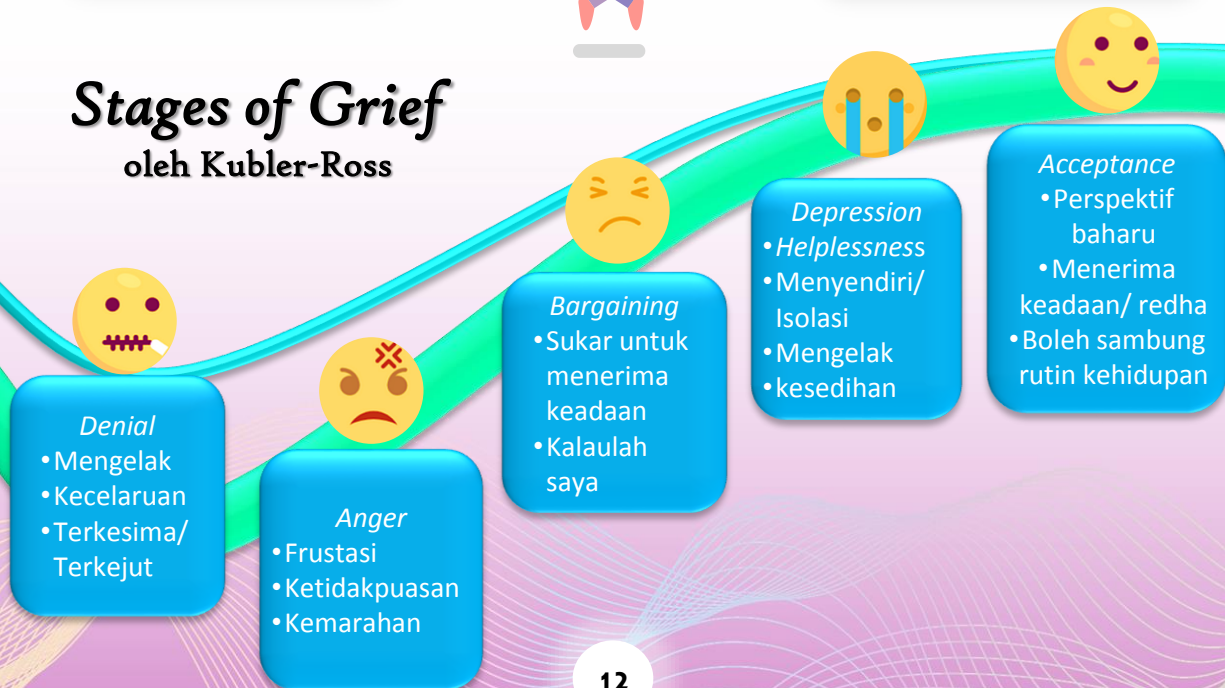 Stages of Grief
oleh Kubler-Ross
Denial
•Mengelak
•Kecelaruan
•Terkesima/
Terkejut
Anger
•Frustasi
•Ketidakpuasan
•Kemarahan
Bargaining
•Sukar untuk
menerima
keadaan
•Kalaulah
saya
Depression
•Helplessness
•Menyendiri/
Isolasi
•Mengelak
•kesedihan
Acceptance
•Perspektif
baharu
•Menerima
keadaan/ redha
•Boleh sambung
rutin kehidupan
12